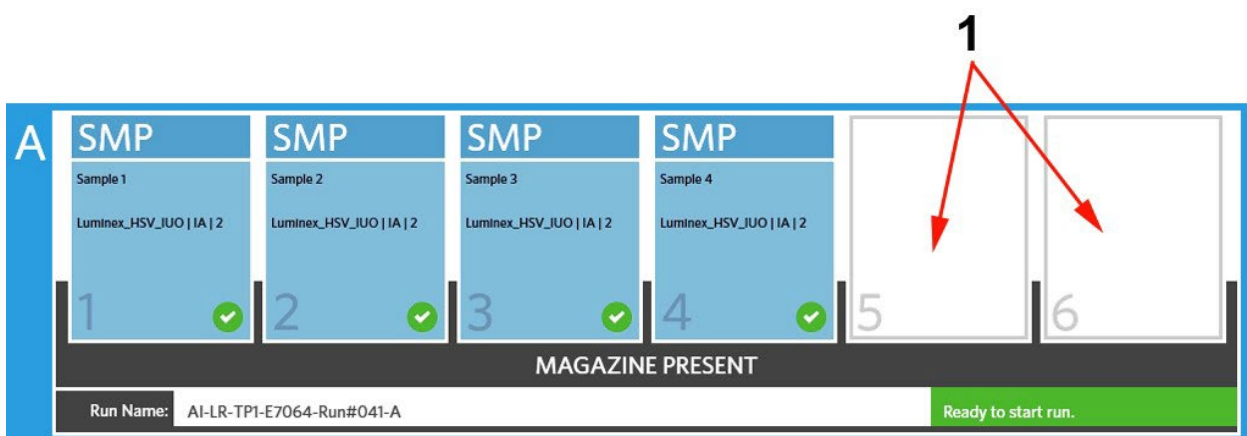 1
A
SMP
SMP
SMP
SMP
Sample 1
Sample 2
Sample 3
Sample 4
Luminex_HSV_IUO | IA | 2
Luminex_HSV_IUO | IA | 2
Luminex_HSV_IUO | IA | 2
Luminex_HSV_IUO | IA | 2
1
2
3
4
5
6
MAGAZINE PRESENT
Run Name: AI-LR-TP1-E7064-Run#041-A
Ready to start run.